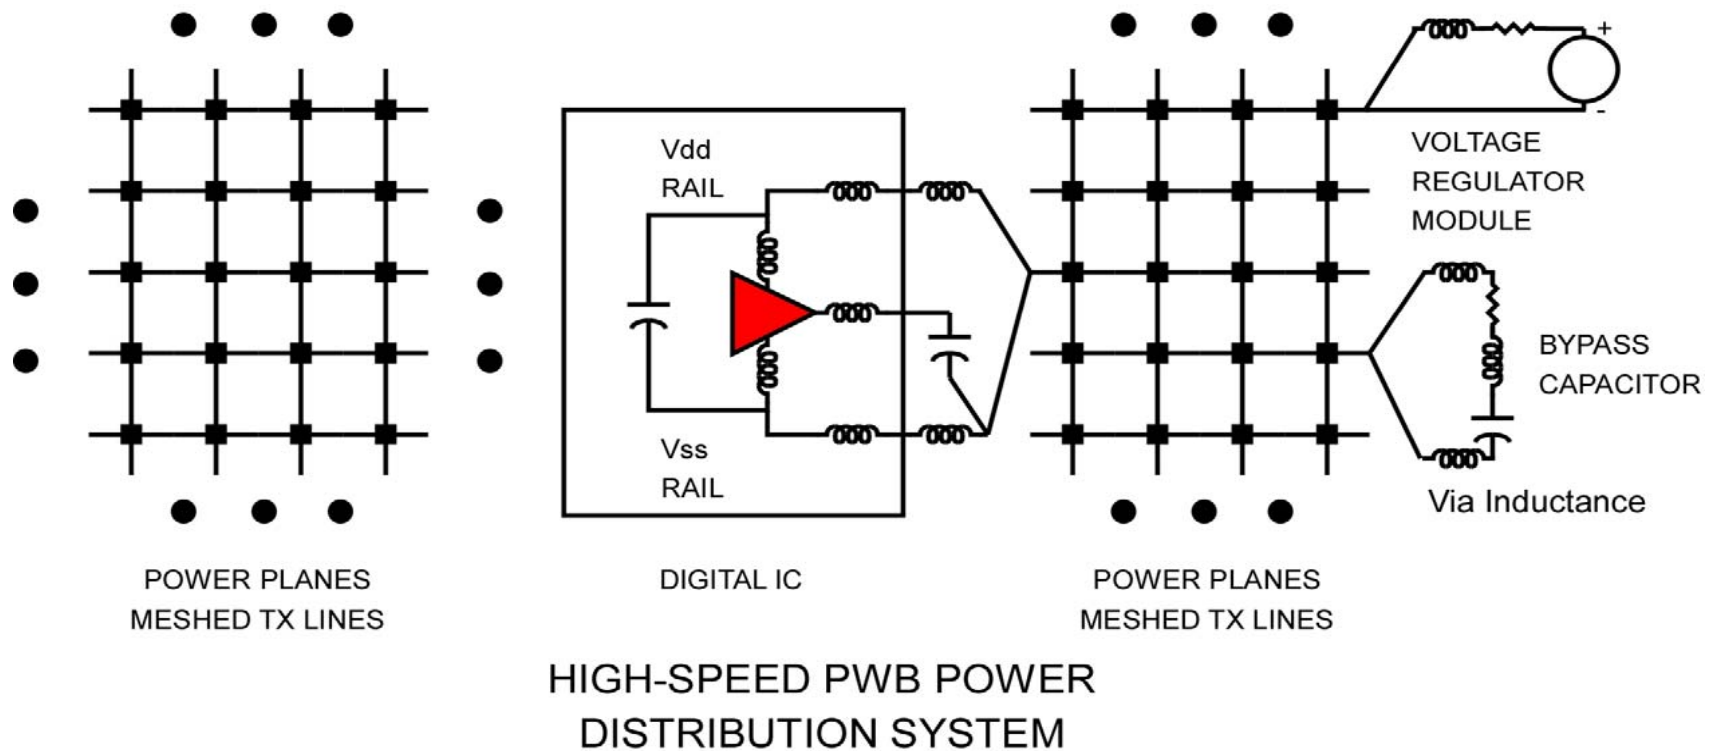 +
-
VOLTAGE
REGULATOR
MODULE
Vdd
RAIL
BYPASS
CAPACITOR
Vss
RAIL
Via Inductance
POWER PLANES
MESHED TX LINES
DIGITAL IC
POWER PLANES
MESHED TX LINES
HIGH-SPEED PWB POWER
DISTRIBUTION SYSTEM